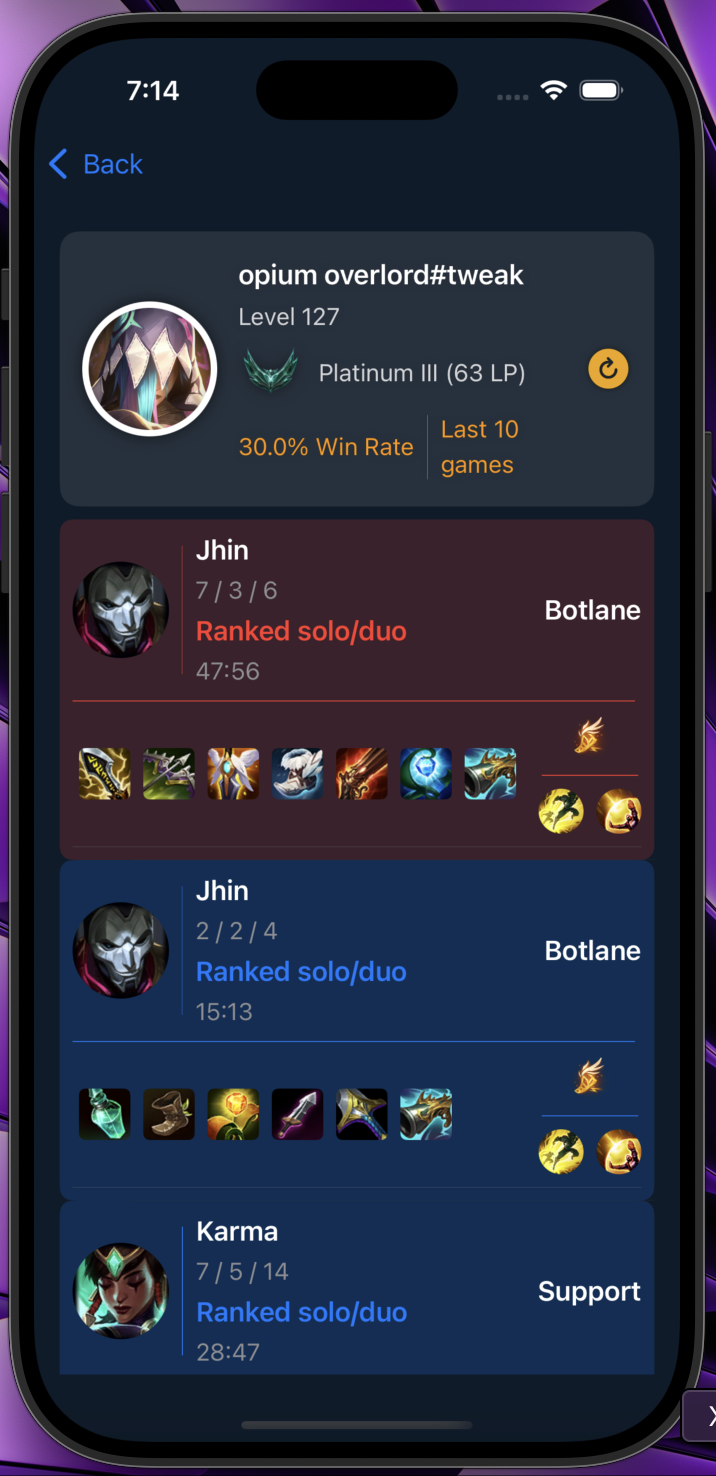 7:14
Back
opium overlord#tweak
Level 127
Platinum III (63 LP)
30.0% Win Rate
Last 10
games
Jhin
7 / 3 / 6
Ranked solo/duo
47:56
Botlane
Jhin
2 / 2 / 4
Ranked solo/duo
15:13
Botlane
Karma
7 / 5 / 14
Ranked solo/duo
28:47
Support